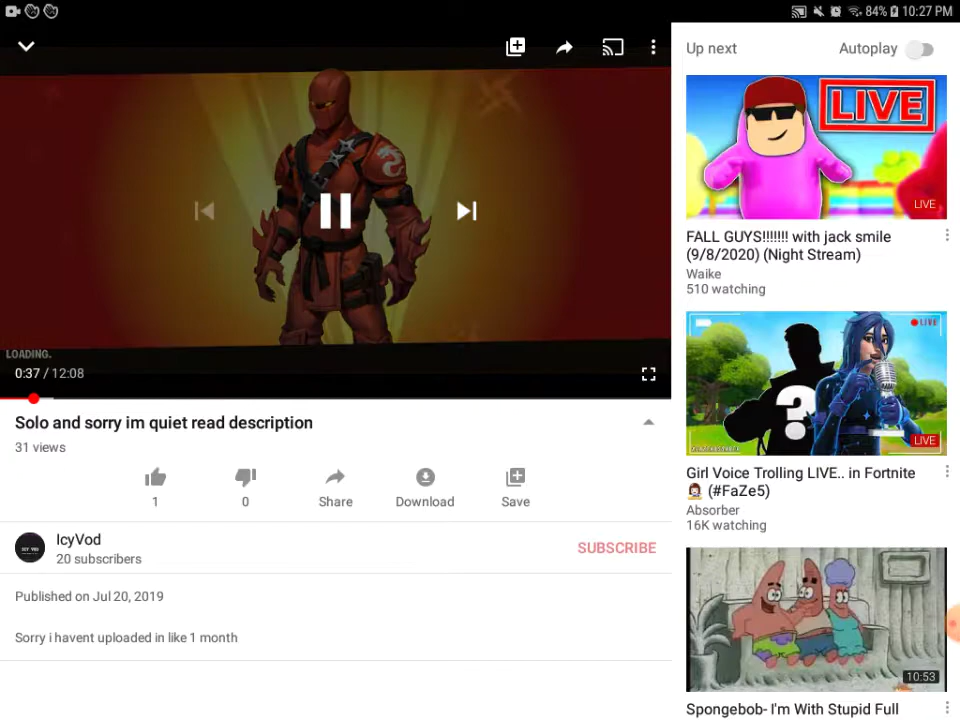 84% 10:27 PM
LOADING.
0:37 / 12:08
Solo and sorry im quiet read description
31 views
1
0
Share
Download
Save
ICY VOD
IcyVod
20 subscribers
SUBSCRIBE
Published on Jul 20, 2019
Sorry i havent uploaded in like 1 month
Up next
Autoplay
LIVE
LIVE
FALL GUYS!!!!!!! with jack smile
(9/8/2020) (Night Stream)
Waike
510 watching
LIVE
?
LIVE
Girl Voice Trolling LIVE.. in Fortnite
(#FaZe5)
Absorber
16K watching
10:53
Spongebob- I'm With Stupid Full